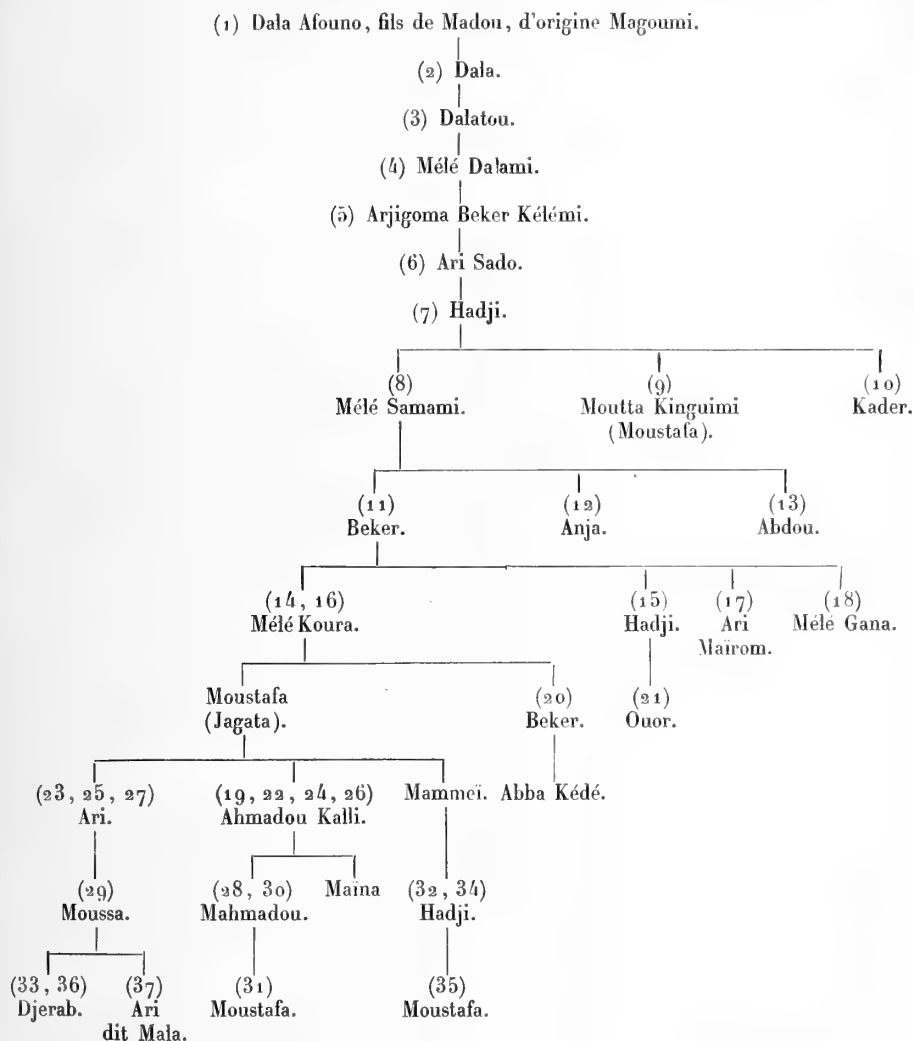 (1) Dala Afouno, fils de Madou, d'origine Magoumi.
(2) Dala.
(3) Dalatou.
(4) Mélé Dalami.
(5) Arjigoma Beker Kélémi.
(6) Ari Sado.
(7) Hadji.
(8) (9) (10)
Mélé Samami. Moutta Kinguimi Kader.
(Moustafa).
(11) (12) (13)
Beker. Anja. Abdou.
(14, 16) (15) (17) (18)
Mélé Koura. Hadji. Ari Mélé Gana.
Maïrom.
Moustafa (20) (21)
(Jagata). Beker. Ouor.
(23, 25, 27) (19, 22, 24, 26) Mammeï. Abba Kédé.
Ari. Ahmadou Kalli.
(29) (28, 30) Maïna (32, 34)
Moussa. Mahmadou. Hadji.
(33, 36) (37) (31) (35)
Djerab. Ari Moustafa. Moustafa.
dit Mala.